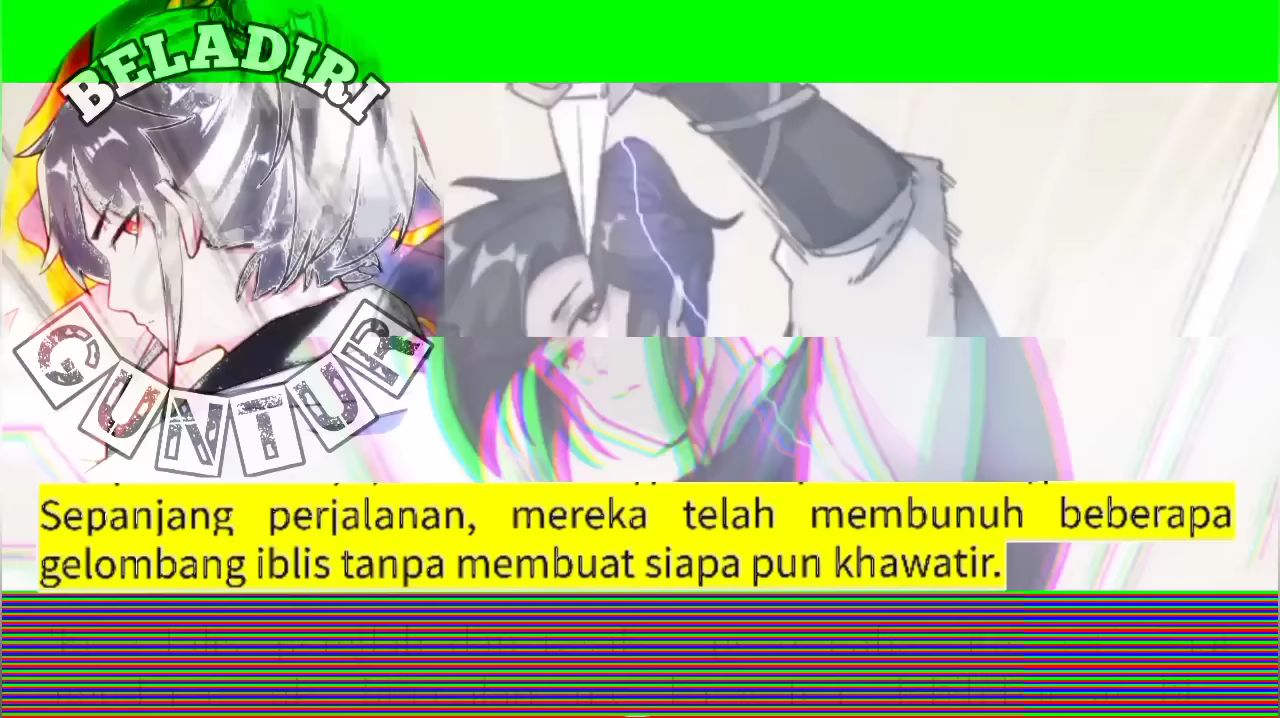 BELADIRI
GUNTUR
Sepanjang perjalanan, mereka telah membunuh beberapa
gelombang iblis tanpa membuat siapa pun khawatir.